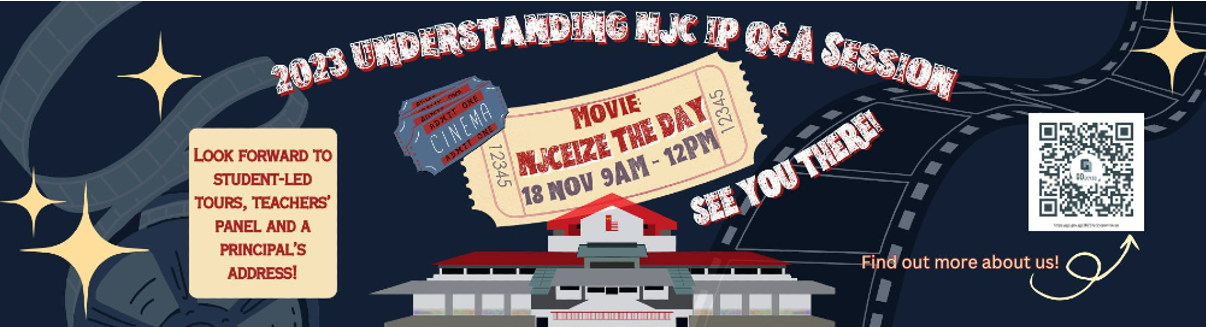 2023 Understanding NJC IP Q&A Session
ADMIT ONE
ADMIT ONE
CINEMA
ADMIT ONE
12345
MOVIE:
NJCEIZE THE DAY
18 NOV 9AM - 12PM
12345
SEE YOU THERE!
Look forward to
student-led
tours, teachers'
panel and a
principal's
address!
Find out more about us!